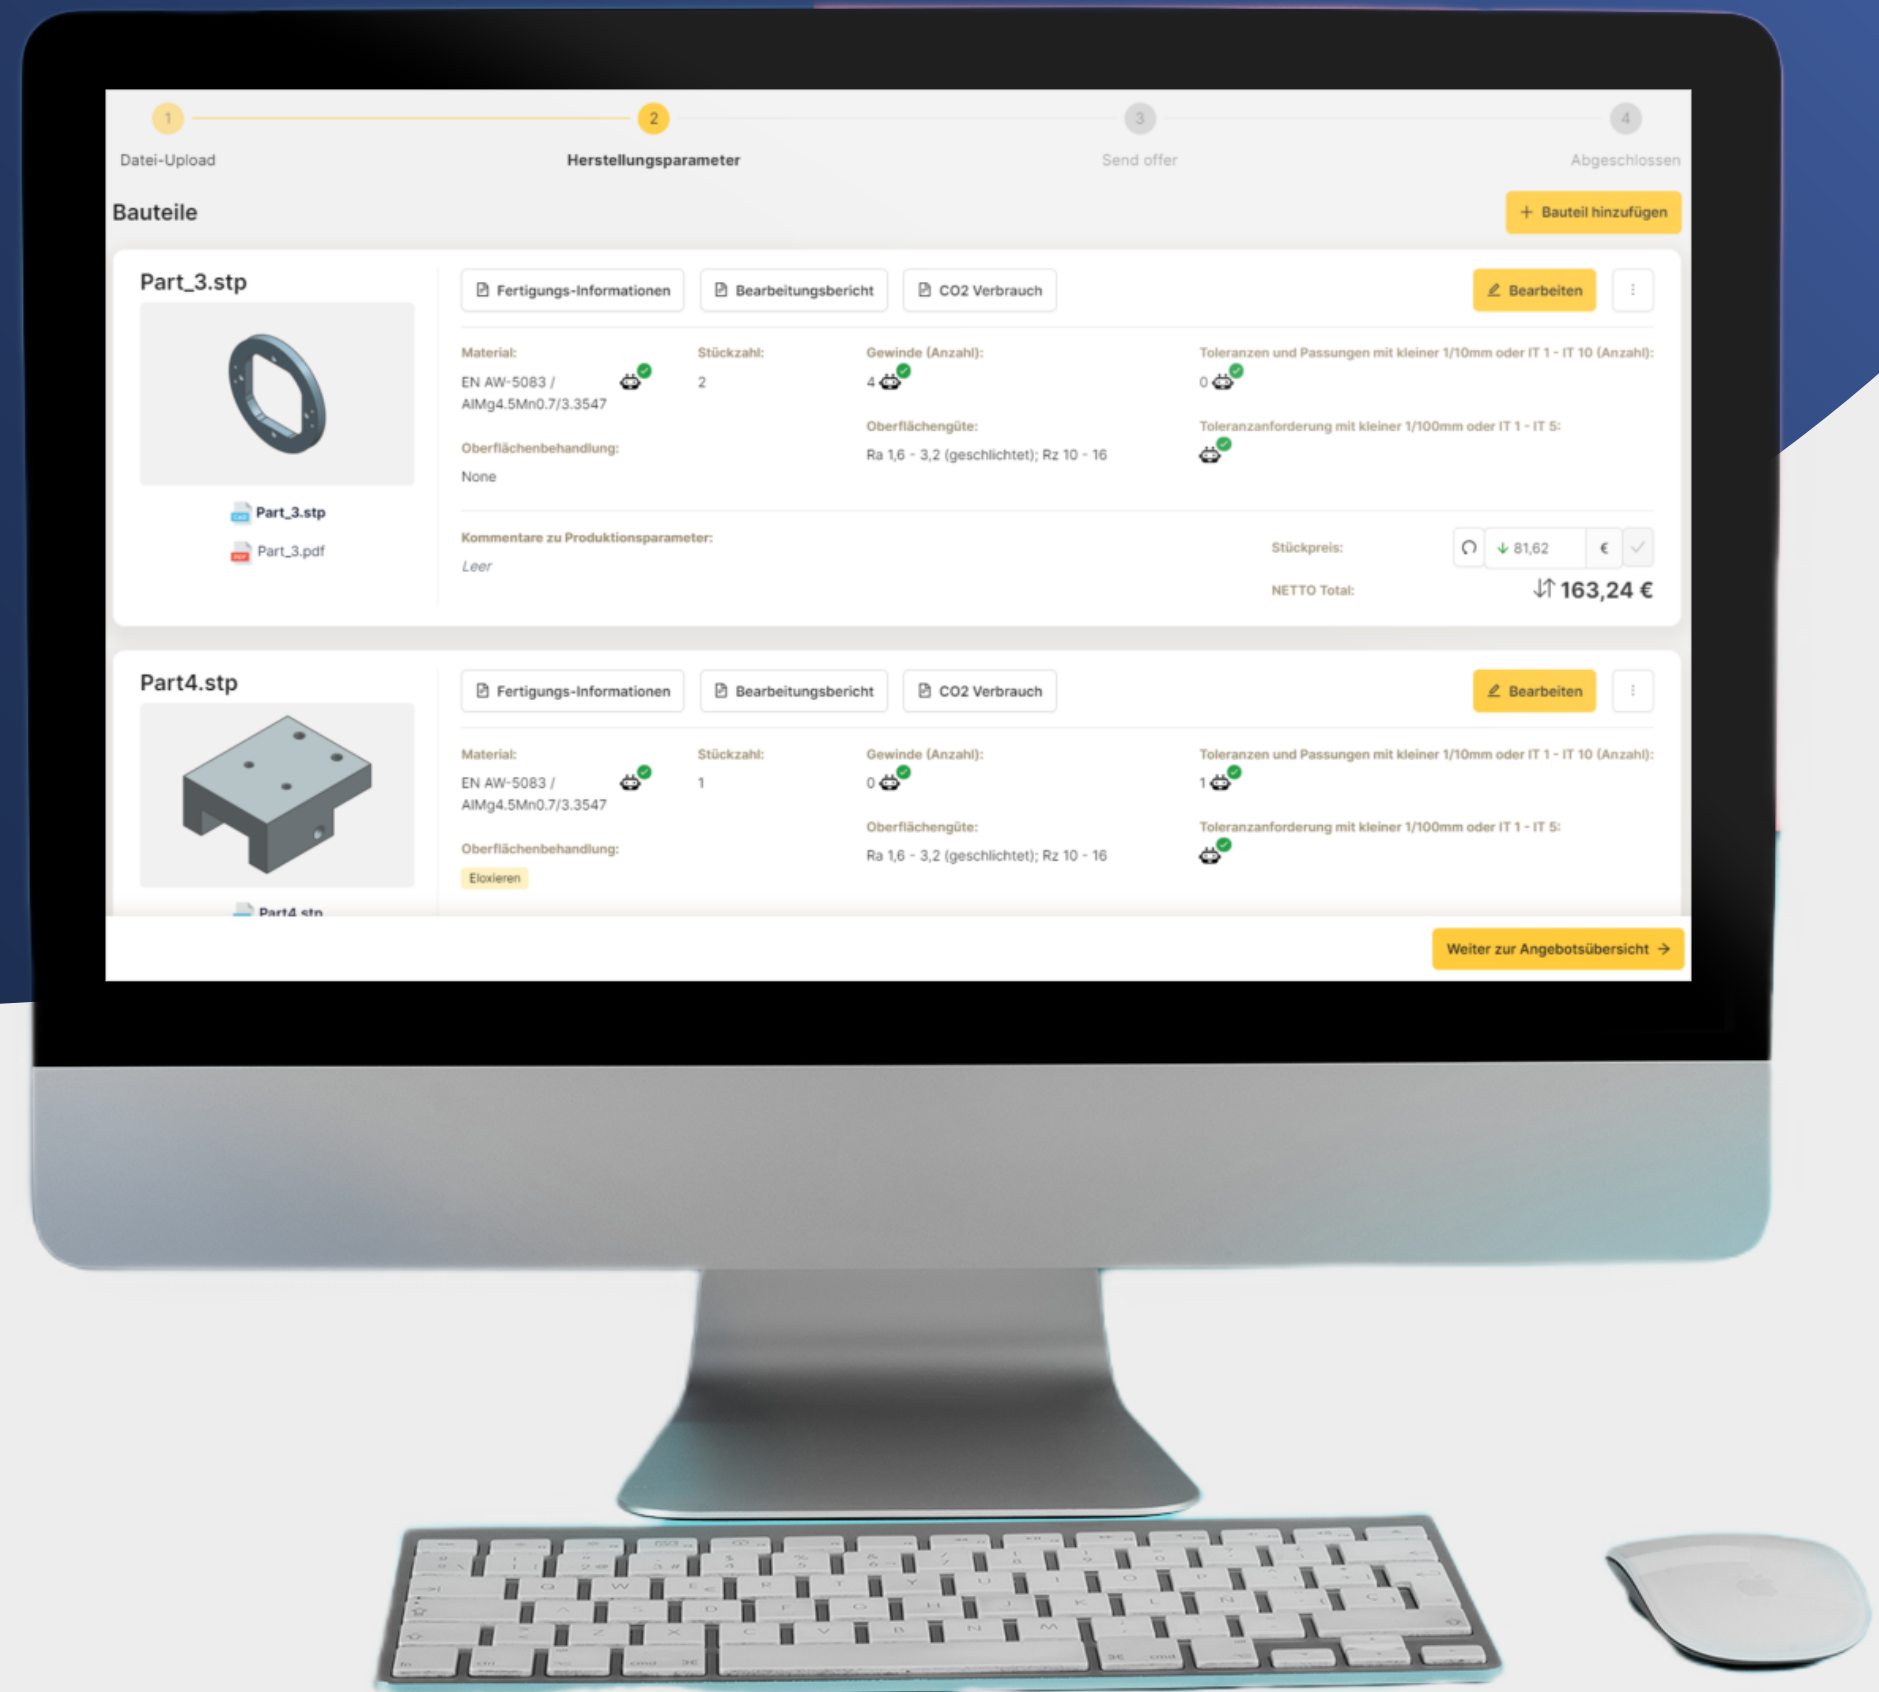 1
2
3
4
Datei-Upload
Herstellungsparameter
Send offer
Abgeschlossen
Bauteile
+ Bauteil hinzufügen
Part_3.stp
Fertigungs-Informationen
Bearbeitungsbericht
CO2 Verbrauch
Bearbeiten
Material:
EN AW-5083 /
AlMg4.5Mn0.7/3.3547
Stückzahl:
2
Gewinde (Anzahl):
4
Toleranzen und Passungen mit kleiner 1/10mm oder IT 1 - IT 10 (Anzahl):
0
Oberflächenbehandlung:
None
Oberflächengüte:
Ra 1,6 - 3,2 (geschlichtet); Rz 10 - 16
Toleranzanforderung mit kleiner 1/100mm oder IT 1 - IT 5:
Part_3.stp
Part_3.pdf
Kommentare zu Produktionsparameter:
Leer
Stückpreis:
81,62 €
NETTO Total:
163,24 €
Part4.stp
Fertigungs-Informationen
Bearbeitungsbericht
CO2 Verbrauch
Bearbeiten
Material:
EN AW-5083 /
AlMg4.5Mn0.7/3.3547
Stückzahl:
1
Gewinde (Anzahl):
0
Toleranzen und Passungen mit kleiner 1/10mm oder IT 1 - IT 10 (Anzahl):
1
Oberflächenbehandlung:
Eloxieren
Oberflächengüte:
Ra 1,6 - 3,2 (geschlichtet); Rz 10 - 16
Toleranzanforderung mit kleiner 1/100mm oder IT 1 - IT 5:
Part4.stp
Weiter zur Angebotsübersicht →
Q W E R T Y U I O P
A S D F G H J K L Ñ
Z X C V B N M
fn ctrl cmd cmd